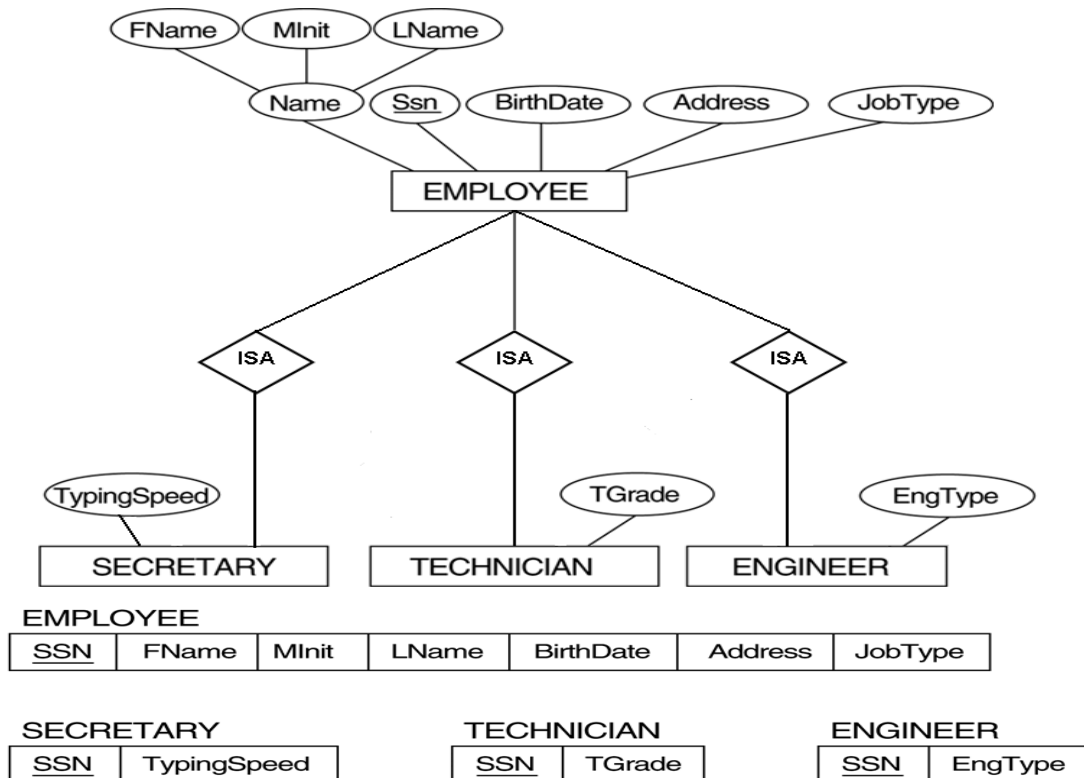 FName MInit LName
Name Ssn BirthDate Address JobType
EMPLOYEE
ISA ISA ISA
TypingSpeed TGrade EngType
SECRETARY TECHNICIAN ENGINEER
EMPLOYEE
SSN FName MInit LName BirthDate Address JobType
SECRETARY TECHNICIAN ENGINEER
SSN TypingSpeed SSN TGrade SSN EngType